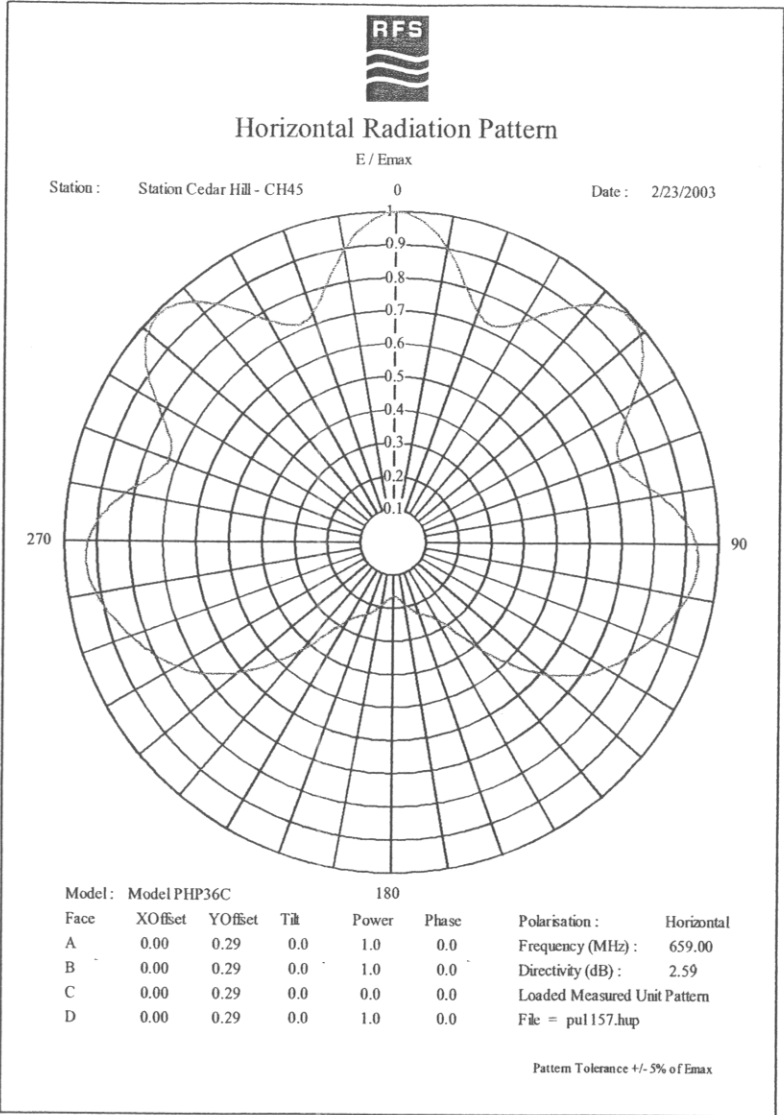 RFS
Horizontal Radiation Pattern
E / Emax
Station : Station Cedar Hill - CH45 0 Date : 2/23/2003
1
0.9
0.8
0.7
0.6
0.5
0.4
0.3
0.2
0.1
270 90
180
Model : Model PHP36C
Face XOffset YOffset Tilt Power Phase
A 0.00 0.29 0.0 1.0 0.0
B 0.00 0.29 0.0 1.0 0.0
C 0.00 0.29 0.0 0.0 0.0
D 0.00 0.29 0.0 1.0 0.0
Polarisation : Horizontal
Frequency (MHz) : 659.00
Directivity (dB) : 2.59
Loaded Measured Unit Pattern
File = pul157.hup
Pattern Tolerance +/- 5% of Emax